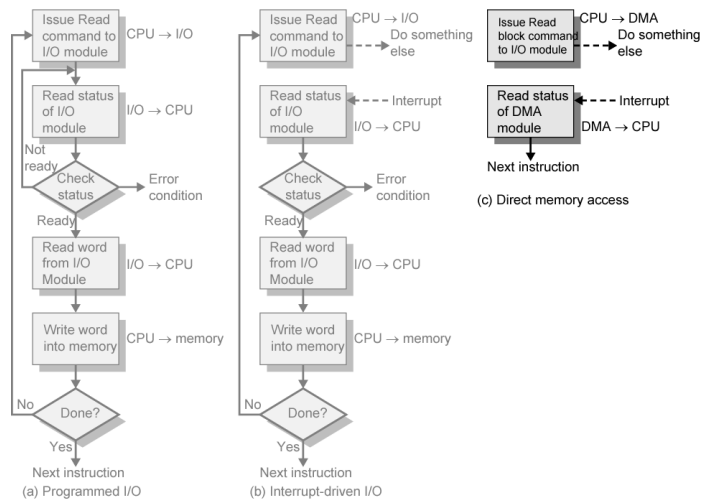 Issue Read
command to
I/O module
CPU → I/O
Read status
of I/O
module
I/O → CPU
Not
ready
Check
status
Error
condition
Ready
Read word
from I/O
Module
I/O → CPU
Write word
into memory
CPU → memory
No
Done?
Yes
Next instruction
(a) Programmed I/O
Issue Read
command to
I/O module
CPU → I/O
Do something
else
Read status
of I/O
module
Interrupt
I/O → CPU
Check
status
Error
condition
Ready
Read word
from I/O
Module
I/O → CPU
Write word
into memory
CPU → memory
No
Done?
Yes
Next instruction
(b) Interrupt-driven I/O
Issue Read
block command
to I/O module
CPU → DMA
Do something
else
Read status
of DMA
module
Interrupt
DMA → CPU
Next instruction
(c) Direct memory access